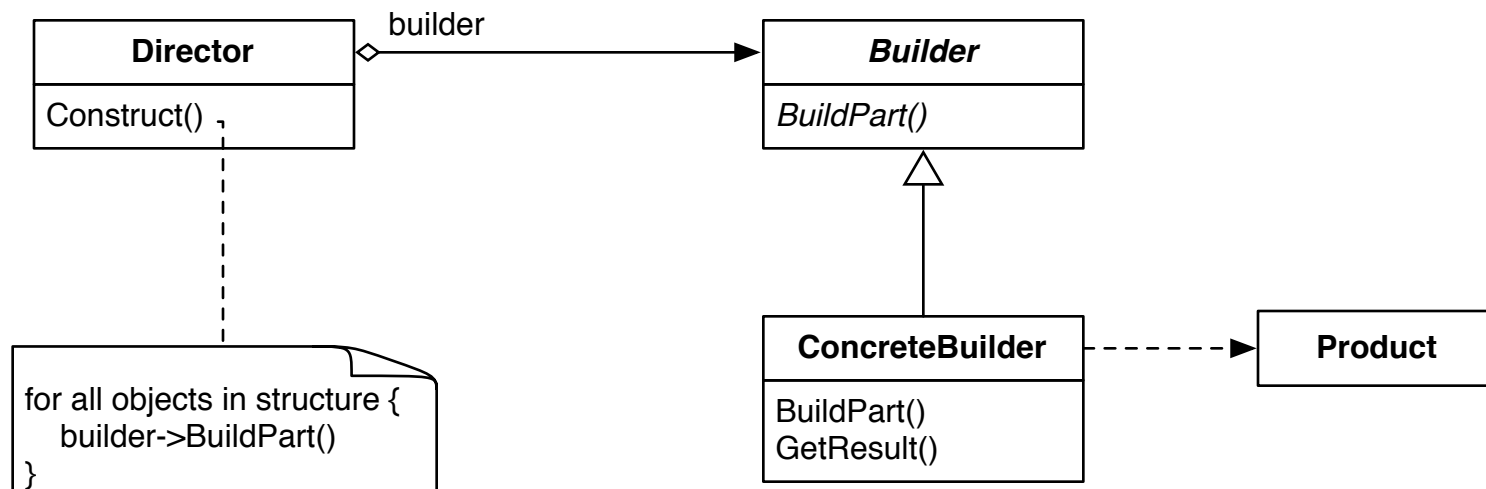 builder
Director
Construct()
Builder
BuildPart()
for all objects in structure {
builder->BuildPart()
}
ConcreteBuilder
BuildPart()
GetResult()
Product